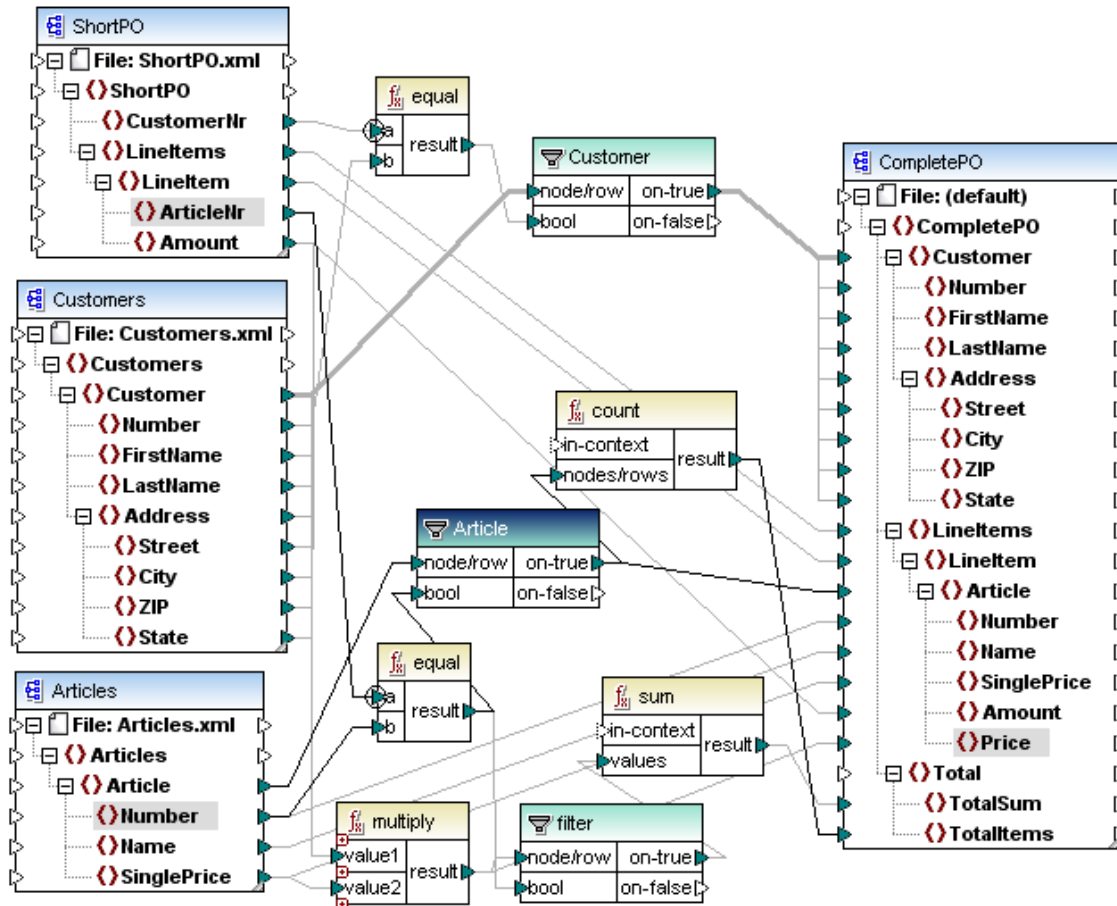 ShortPO
File: ShortPO.xml
ShortPO
CustomerNr
LineItems
LineItem
ArticleNr
Amount
Customers
File: Customers.xml
Customers
Customer
Number
FirstName
LastName
Address
Street
City
ZIP
State
Articles
File: Articles.xml
Articles
Article
Number
Name
SinglePrice
equal
a
b
result
Customer
node/row on-true
bool on-false
count
in-context
nodes/rows
result
Article
node/row on-true
bool on-false
equal
a
b
result
sum
in-context
values
result
multiply
value1
value2
result
filter
node/row on-true
bool on-false
CompletePO
File: (default)
CompletePO
Customer
Number
FirstName
LastName
Address
Street
City
ZIP
State
LineItems
LineItem
Article
Number
Name
SinglePrice
Amount
Price
Total
TotalSum
TotalItems